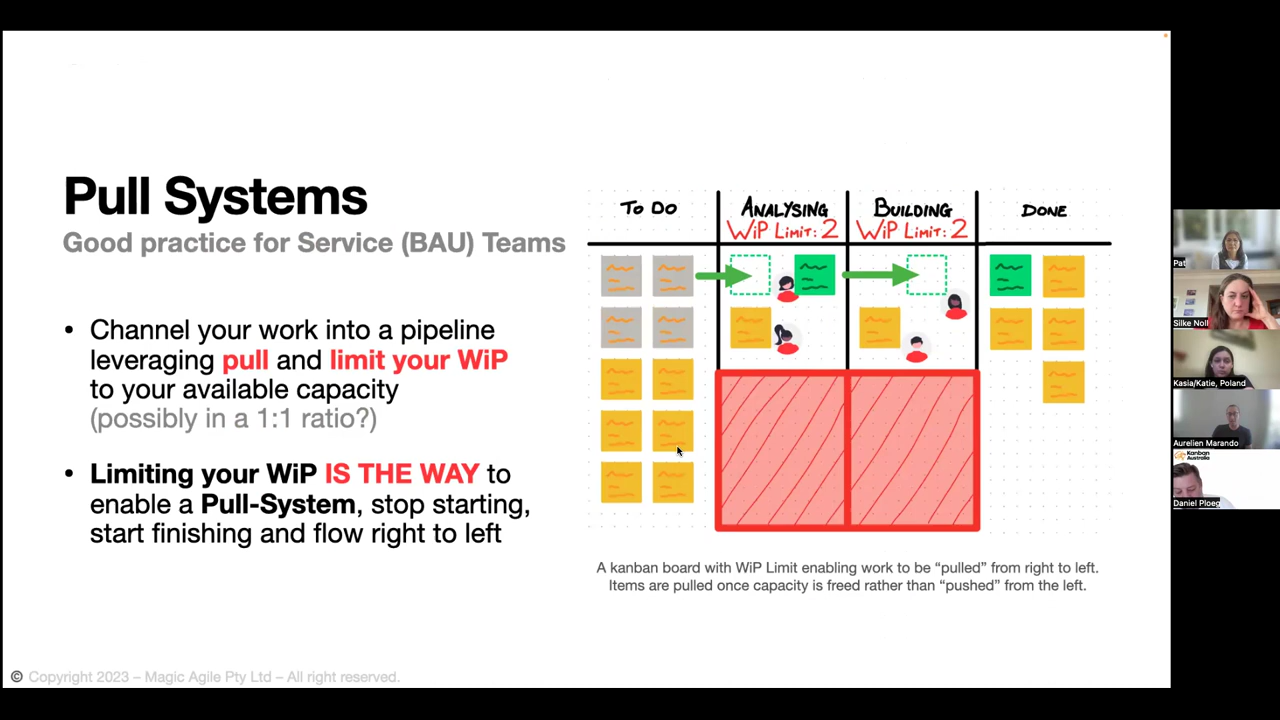 Pull Systems
Good practice for Service (BAU) Teams
• Channel your work into a pipeline
leveraging pull and limit your WiP
to your available capacity
(possibly in a 1:1 ratio?)
• Limiting your WiP IS THE WAY to
enable a Pull-System, stop starting,
start finishing and flow right to left
TO DO
ANALYSING
WiP LIMIT: 2
BUILDING
WiP LIMIT: 2
DONE
A kanban board with WiP Limit enabling work to be “pulled” from right to left.
Items are pulled once capacity is freed rather than “pushed” from the left.
© Copyright 2023 – Magic Agile Pty Ltd – All right reserved.
Pat
Silke Noll
Kasia/Katie, Poland
Aurelien Marando
Kanban
Australia
Daniel Ploeg